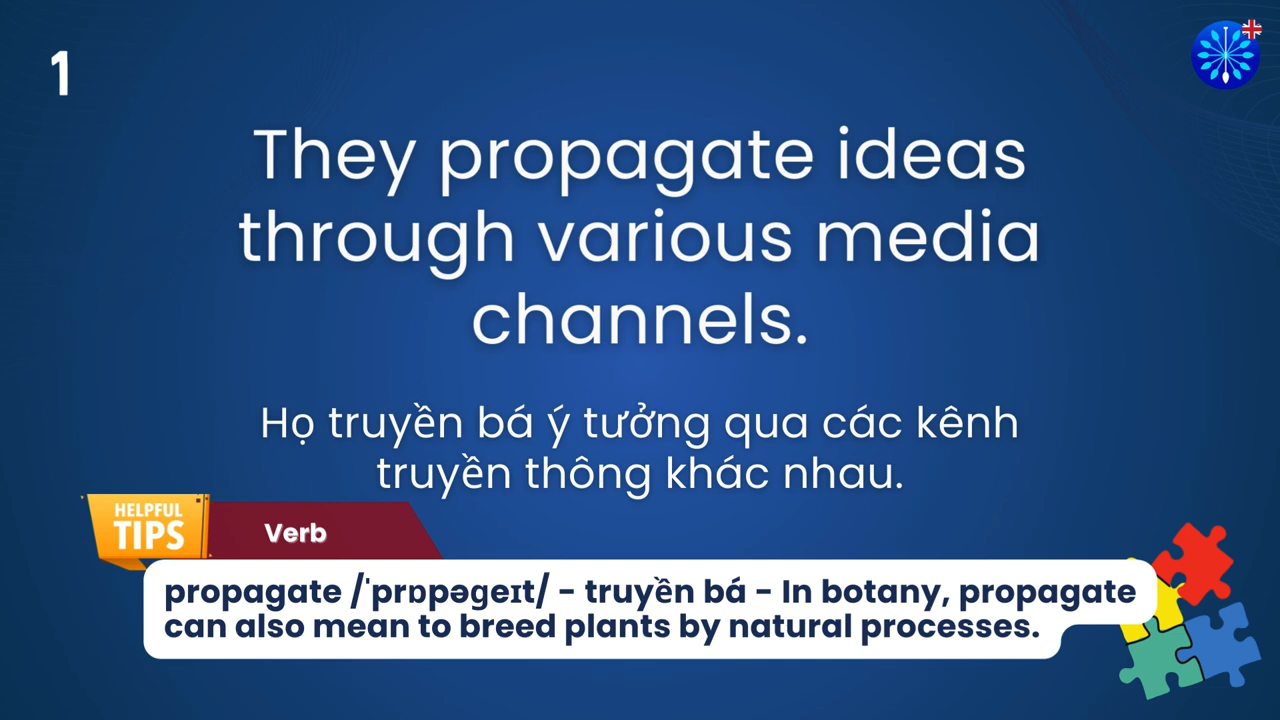 1
They propagate ideas
through various media
channels.
Họ truyền bá ý tưởng qua các kênh
truyền thông khác nhau.
HELPFUL
TIPS
Verb
propagate /ˈprɒpəɡeɪt/ - truyền bá - In botany, propagate
can also mean to breed plants by natural processes.